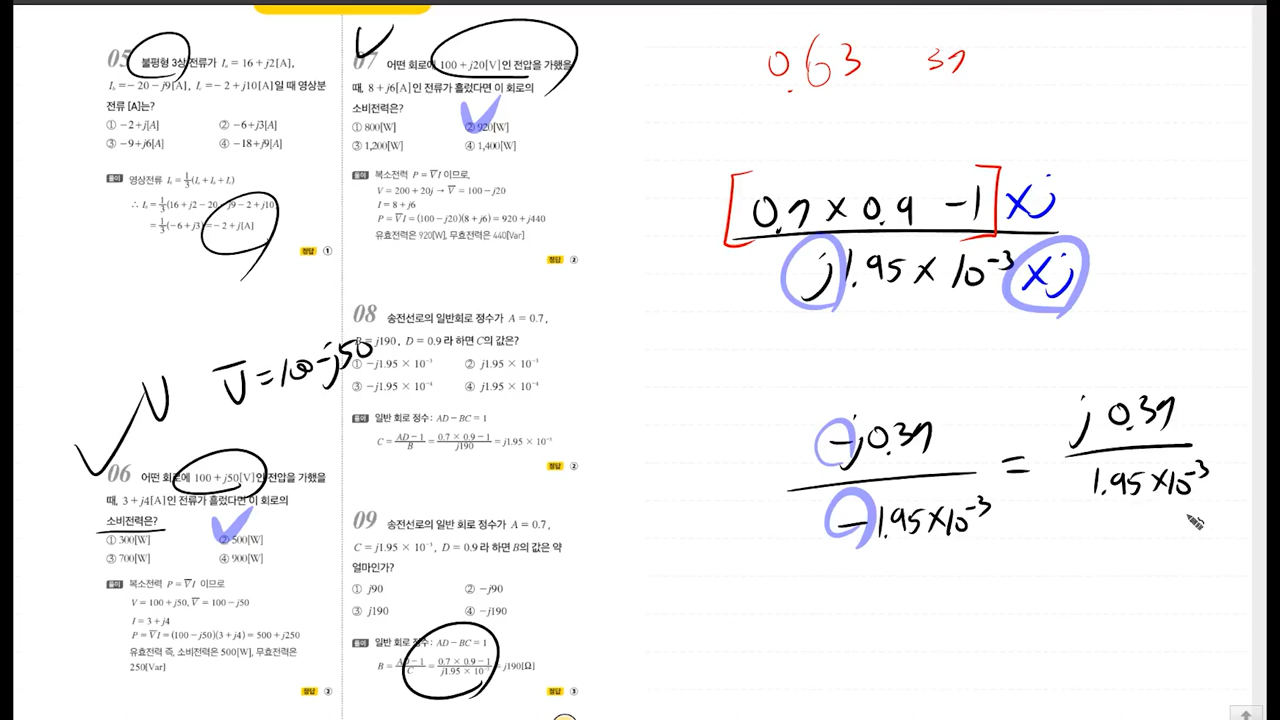 05 불평형 3상 전류가 Iₐ = 16 + j2[A],
I_b = -20 - j9[A], I_c = -2 + j10[A]일 때 영상분
전류 [A]는?
① -2+j[A] ② -6+j3[A]
③ -9+j6[A] ④ -18+j9[A]
풀이 영상전류 I₀ = 1/3(Iₐ + I_b + I_c)
∴ I₀ = 1/3(16 + j2 - 20 - j9 - 2 + j10)
= 1/3(-6 + j3) = -2 + j[A]
정답 ①
V
V̅ = 100-j50
06 어떤 회로에 100 + j50[V]인 전압을 가했을
때, 3 + j4[A]인 전류가 흘렀다면 이 회로의
소비전력은?
① 300[W] ② 500[W]
③ 700[W] ④ 900[W]
풀이 복소전력 P = V̅I 이므로
V = 100 + j50, V̅ = 100 - j50
I = 3 + j4
P = V̅I = (100 - j50)(3 + j4) = 500 + j250
유효전력 즉, 소비전력은 500[W], 무효전력은
250[Var]
정답 ②
07 어떤 회로에 100 + j20[V]인 전압을 가했을
때, 8 + j6[A]인 전류가 흘렀다면 이 회로의
소비전력은?
① 800[W] ② 920[W]
③ 1,200[W] ④ 1,400[W]
풀이 복소전력 P = V̅I 이므로,
V = 200 + 20j → V̅ = 100 - j20
I = 8 + j6
P = V̅I = (100 - j20)(8 + j6) = 920 + j440
유효전력은 920[W], 무효전력은 440[Var]
정답 ②
08 송전선로의 일반회로 정수가 A = 0.7,
B = j190, D = 0.9 라 하면 C의 값은?
① -j1.95 × 10⁻³ ② j1.95 × 10⁻³
③ -j1.95 × 10⁻⁴ ④ j1.95 × 10⁻⁴
풀이 일반 회로 정수 : AD - BC = 1
C = (AD-1)/B = (0.7 × 0.9 - 1)/j190 = j1.95 × 10⁻³
정답 ②
09 송전선로의 일반회로 정수가 A = 0.7,
C = j1.95 × 10⁻³, D = 0.9 라 하면 B의 값은 약
얼마인가?
① j90 ② -j90
③ j190 ④ -j190
풀이 일반 회로 정수 : AD - BC = 1
B = (AD-1)/C = (0.7 × 0.9 - 1)/(j1.95 × 10⁻³) = j190[Ω]
정답 ③
0.63 37
[0.7 × 0.9 - 1] × j
j 1.95 × 10⁻³ × j
-j0.37 = j 0.37
-1.95×10⁻³ 1.95×10⁻³